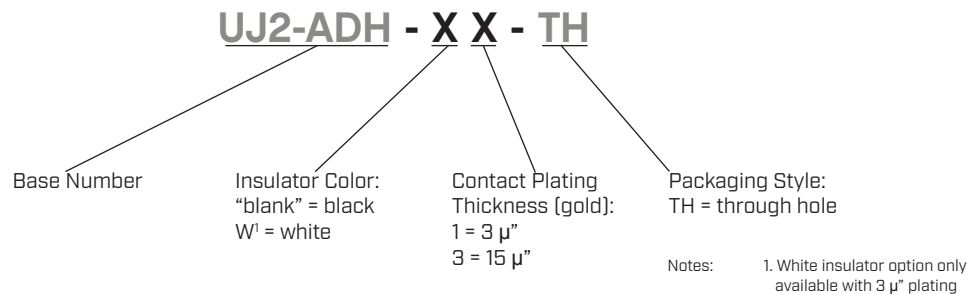 UJ2-ADH - X X - TH
Base Number
Insulator Color:
“blank” = black
W¹ = white
Contact Plating
Thickness (gold):
1 = 3 µ”
3 = 15 µ”
Packaging Style:
TH = through hole
Notes: 1. White insulator option only
available with 3 µ” plating